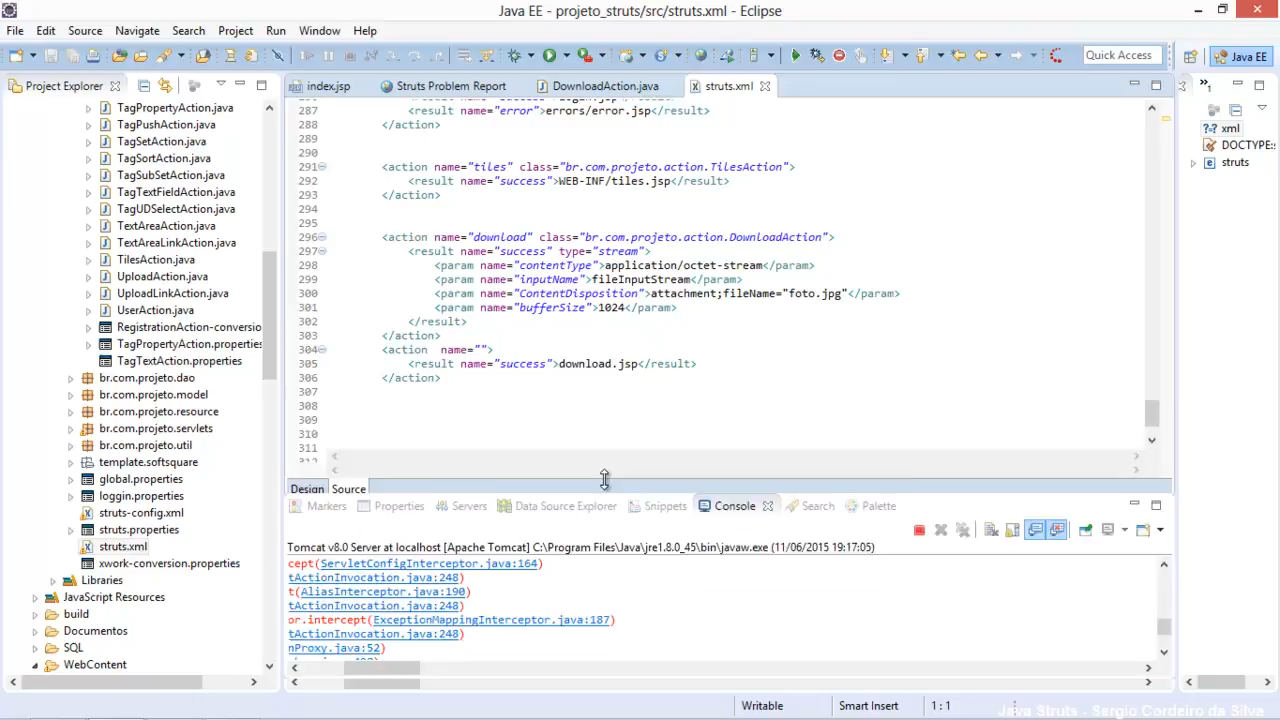 Java EE - projeto_struts/src/struts.xml - Eclipse
File Edit Source Navigate Search Project Run Window Help
Quick Access
Java EE
Project Explorer
index.jsp
Struts Problem Report
DownloadAction.java
struts.xml
TagPropertyAction.java
TagPushAction.java
TagSetAction.java
TagSortAction.java
TagSubSetAction.java
TagTextFieldAction.java
TagUDSelectAction.java
TextAreaAction.java
TextAreaLinkAction.java
TilesAction.java
UploadAction.java
UploadLinkAction.java
UserAction.java
RegistrationAction-conversio
TagPropertyAction.properties
TagTextAction.properties
br.com.projeto.dao
br.com.projeto.model
br.com.projeto.resource
br.com.projeto.servlets
br.com.projeto.util
template.softsquare
global.properties
loggin.properties
struts-config.xml
struts.properties
struts.xml
xwork-conversion.properties
Libraries
JavaScript Resources
build
Documentos
SQL
WebContent
287 <result name="error">errors/error.jsp</result>
288 </action>
289
290
291 <action name="tiles" class="br.com.projeto.action.TilesAction">
292 <result name="success">WEB-INF/tiles.jsp</result>
293 </action>
294
295
296 <action name="download" class="br.com.projeto.action.DownloadAction">
297 <result name="success" type="stream">
298 <param name="contentType">application/octet-stream</param>
299 <param name="inputName">fileInputStream</param>
300 <param name="ContentDisposition">attachment;fileName="foto.jpg"</param>
301 <param name="bufferSize">1024</param>
302 </result>
303 </action>
304 <action name="">
305 <result name="success">download.jsp</result>
306 </action>
307
308
309
310
311
312
Design Source
xml
DOCTYPE:
struts
Markers Properties Servers Data Source Explorer Snippets Console Search Palette
Tomcat v8.0 Server at localhost [Apache Tomcat] C:\Program Files\Java\jre1.8.0_45\bin\javaw.exe (11/06/2015 19:17:05)
cept(ServletConfigInterceptor.java:164)
tActionInvocation.java:248)
t(AliasInterceptor.java:190)
tActionInvocation.java:248)
or.intercept(ExceptionMappingInterceptor.java:187)
tActionInvocation.java:248)
nProxy.java:52)
Writable Smart Insert 1 : 1
Java Struts - Sergio Cordeiro da Silva